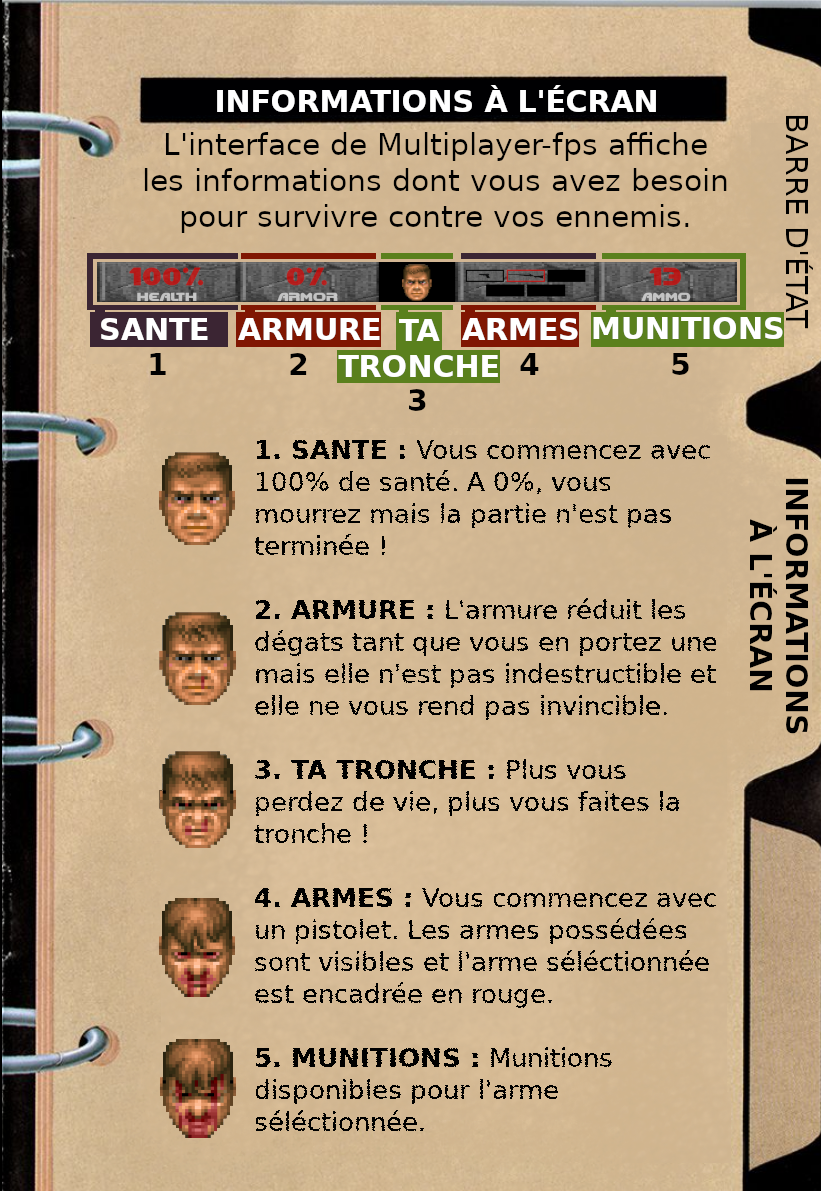 INFORMATIONS À L'ÉCRAN
L'interface de Multiplayer-fps affiche
les informations dont vous avez besoin
pour survivre contre vos ennemis.
100% 0% 13
HEALTH ARMOR AMMO
SANTE ARMURE TA ARMES MUNITIONS
1 2 TRONCHE 4 5
3
1. SANTE : Vous commencez avec
100% de santé. A 0%, vous
mourrez mais la partie n'est pas
terminée !
2. ARMURE : L'armure réduit les
dégats tant que vous en portez une
mais elle n'est pas indestructible et
elle ne vous rend pas invincible.
3. TA TRONCHE : Plus vous
perdez de vie, plus vous faites la
tronche !
4. ARMES : Vous commencez avec
un pistolet. Les armes possédées
sont visibles et l'arme séléctionnée
est encadrée en rouge.
5. MUNITIONS : Munitions
disponibles pour l'arme
séléctionnée.
BARRE D'ÉTAT
INFORMATIONS
À L'ÉCRAN